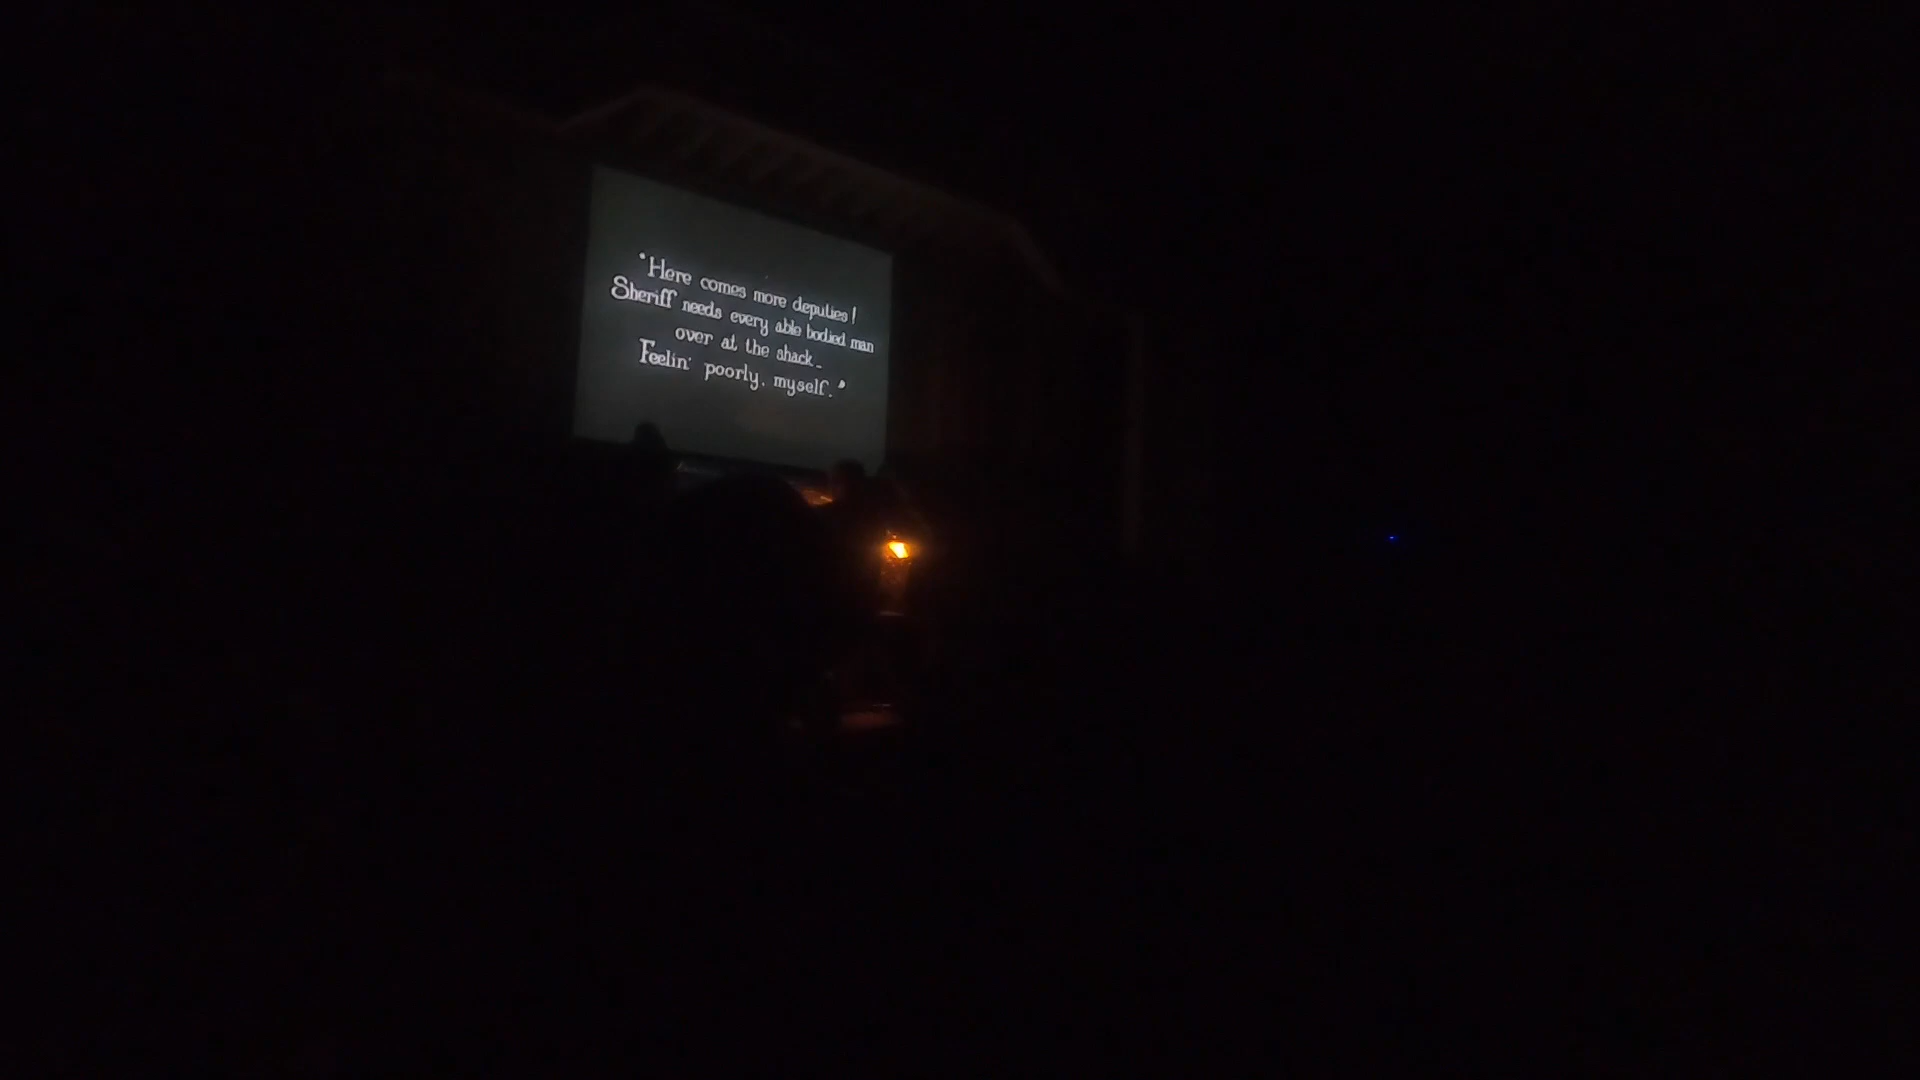 "Here comes more deputies!
Sheriff needs every able bodied man
over at the shack-
Feelin' poorly, myself."